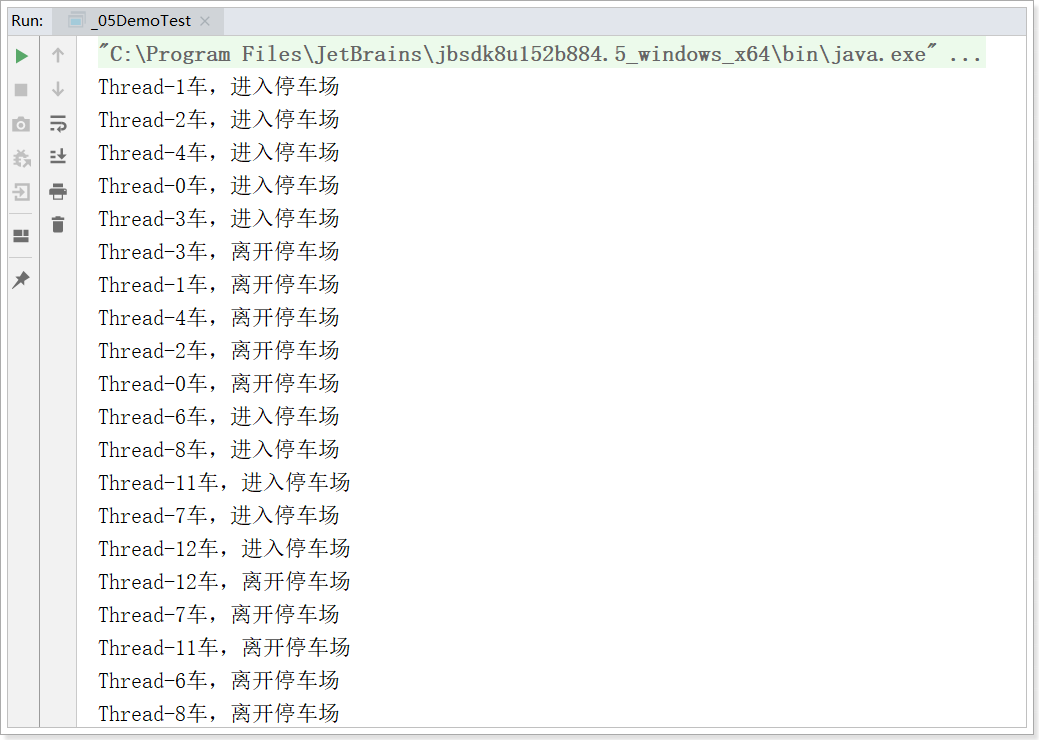 Run: _05DemoTest
"C:\Program Files\JetBrains\jbsdk8u152b884.5_windows_x64\bin\java.exe" ...
Thread-1车，进入停车场
Thread-2车，进入停车场
Thread-4车，进入停车场
Thread-0车，进入停车场
Thread-3车，进入停车场
Thread-3车，离开停车场
Thread-1车，离开停车场
Thread-4车，离开停车场
Thread-2车，离开停车场
Thread-0车，离开停车场
Thread-6车，进入停车场
Thread-8车，进入停车场
Thread-11车，进入停车场
Thread-7车，进入停车场
Thread-12车，进入停车场
Thread-12车，离开停车场
Thread-7车，离开停车场
Thread-11车，离开停车场
Thread-6车，离开停车场
Thread-8车，离开停车场